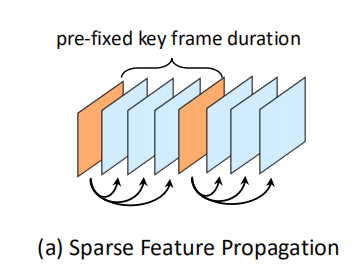 pre-fixed key frame duration
(a) Sparse Feature Propagation